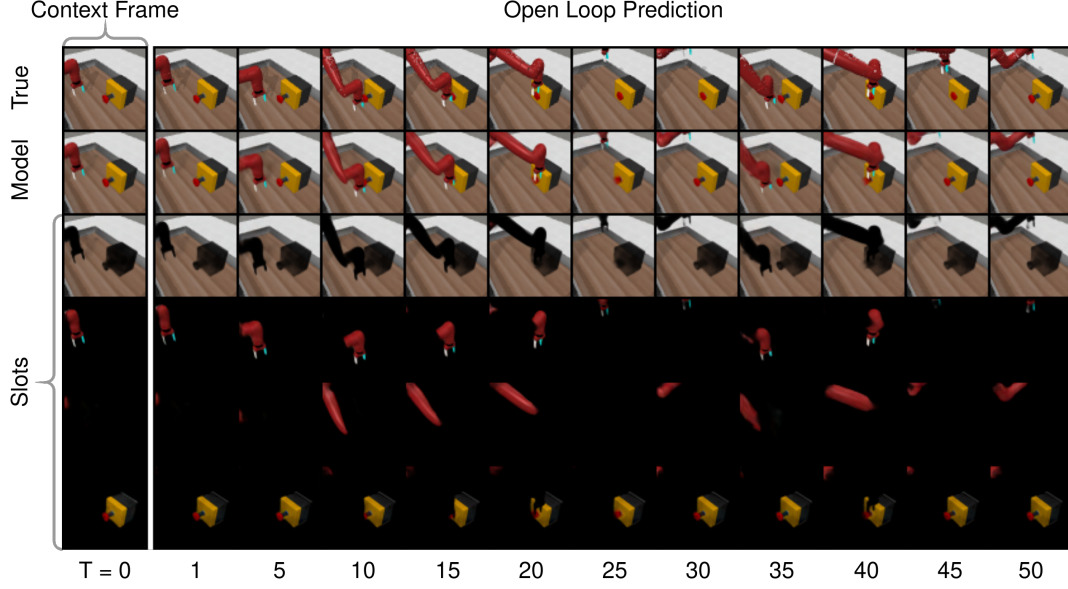 Context Frame
Open Loop Prediction
True
Model
Slots
T = 0 1 5 10 15 20 25 30 35 40 45 50